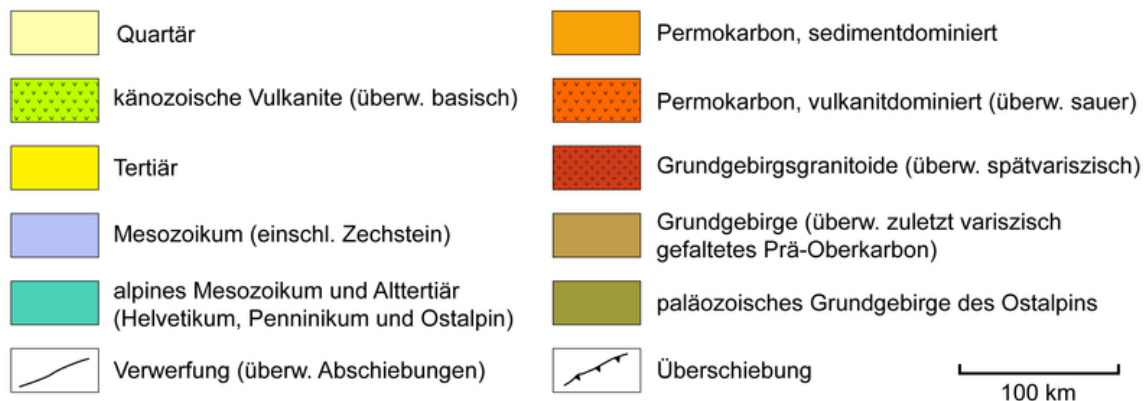 Quartär
känozoische Vulkanite (überw. basisch)
Tertiär
Mesozoikum (einschl. Zechstein)
alpines Mesozoikum und Alttertiär
(Helvetikum, Penninikum und Ostalpin)
Verwerfung (überw. Abschiebungen)
Permokarbon, sedimentdominiert
Permokarbon, vulkanitdominiert (überw. sauer)
Grundgebirgsgranitoide (überw. spätvariszisch)
Grundgebirge (überw. zuletzt variszisch
gefaltetes Prä-Oberkarbon)
paläozoisches Grundgebirge des Ostalpins
Überschiebung
100 km